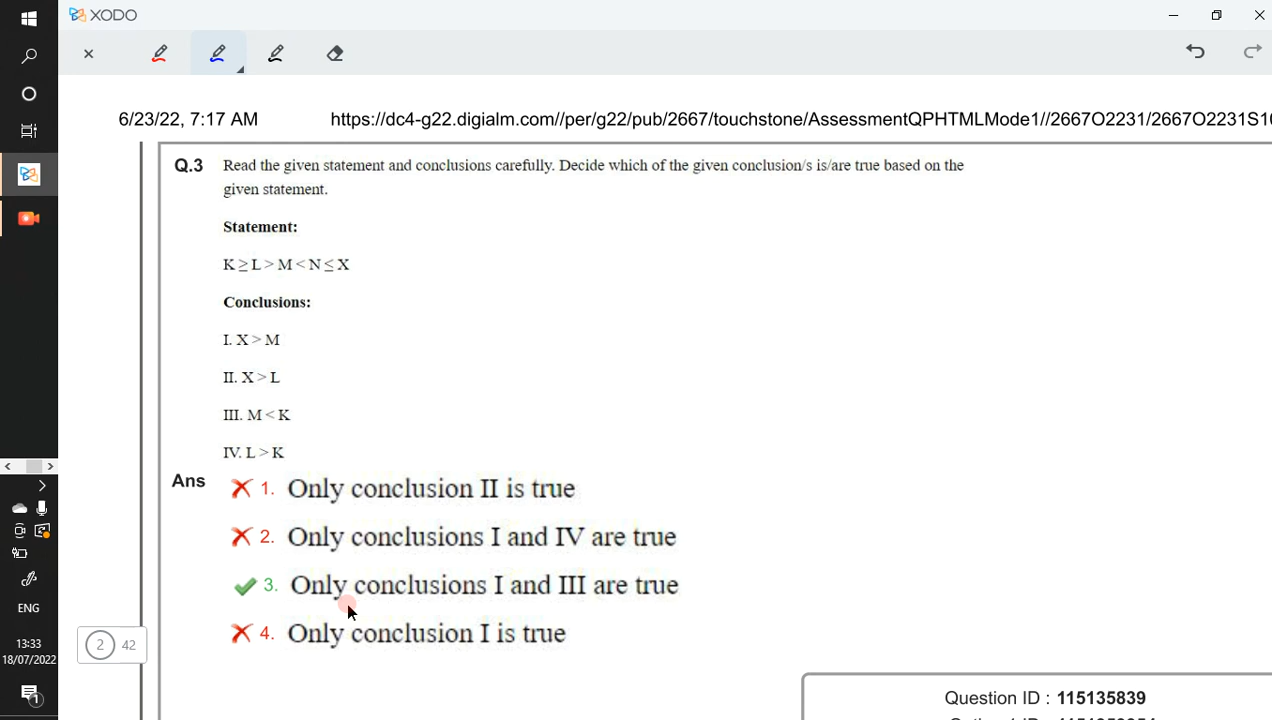 XODO
6/23/22, 7:17 AM
https://dc4-g22.digialm.com//per/g22/pub/2667/touchstone/AssessmentQPHTMLMode1//2667O2231/2667O2231S1
Q.3 Read the given statement and conclusions carefully. Decide which of the given conclusion/s is/are true based on the
given statement.
Statement:
K ≥ L > M < N ≤ X
Conclusions:
I. X > M
II. X > L
III. M < K
IV. L > K
Ans
1. Only conclusion II is true
2. Only conclusions I and IV are true
3. Only conclusions I and III are true
4. Only conclusion I is true
ENG
13:33
18/07/2022
1
2 42
Question ID : 115135839